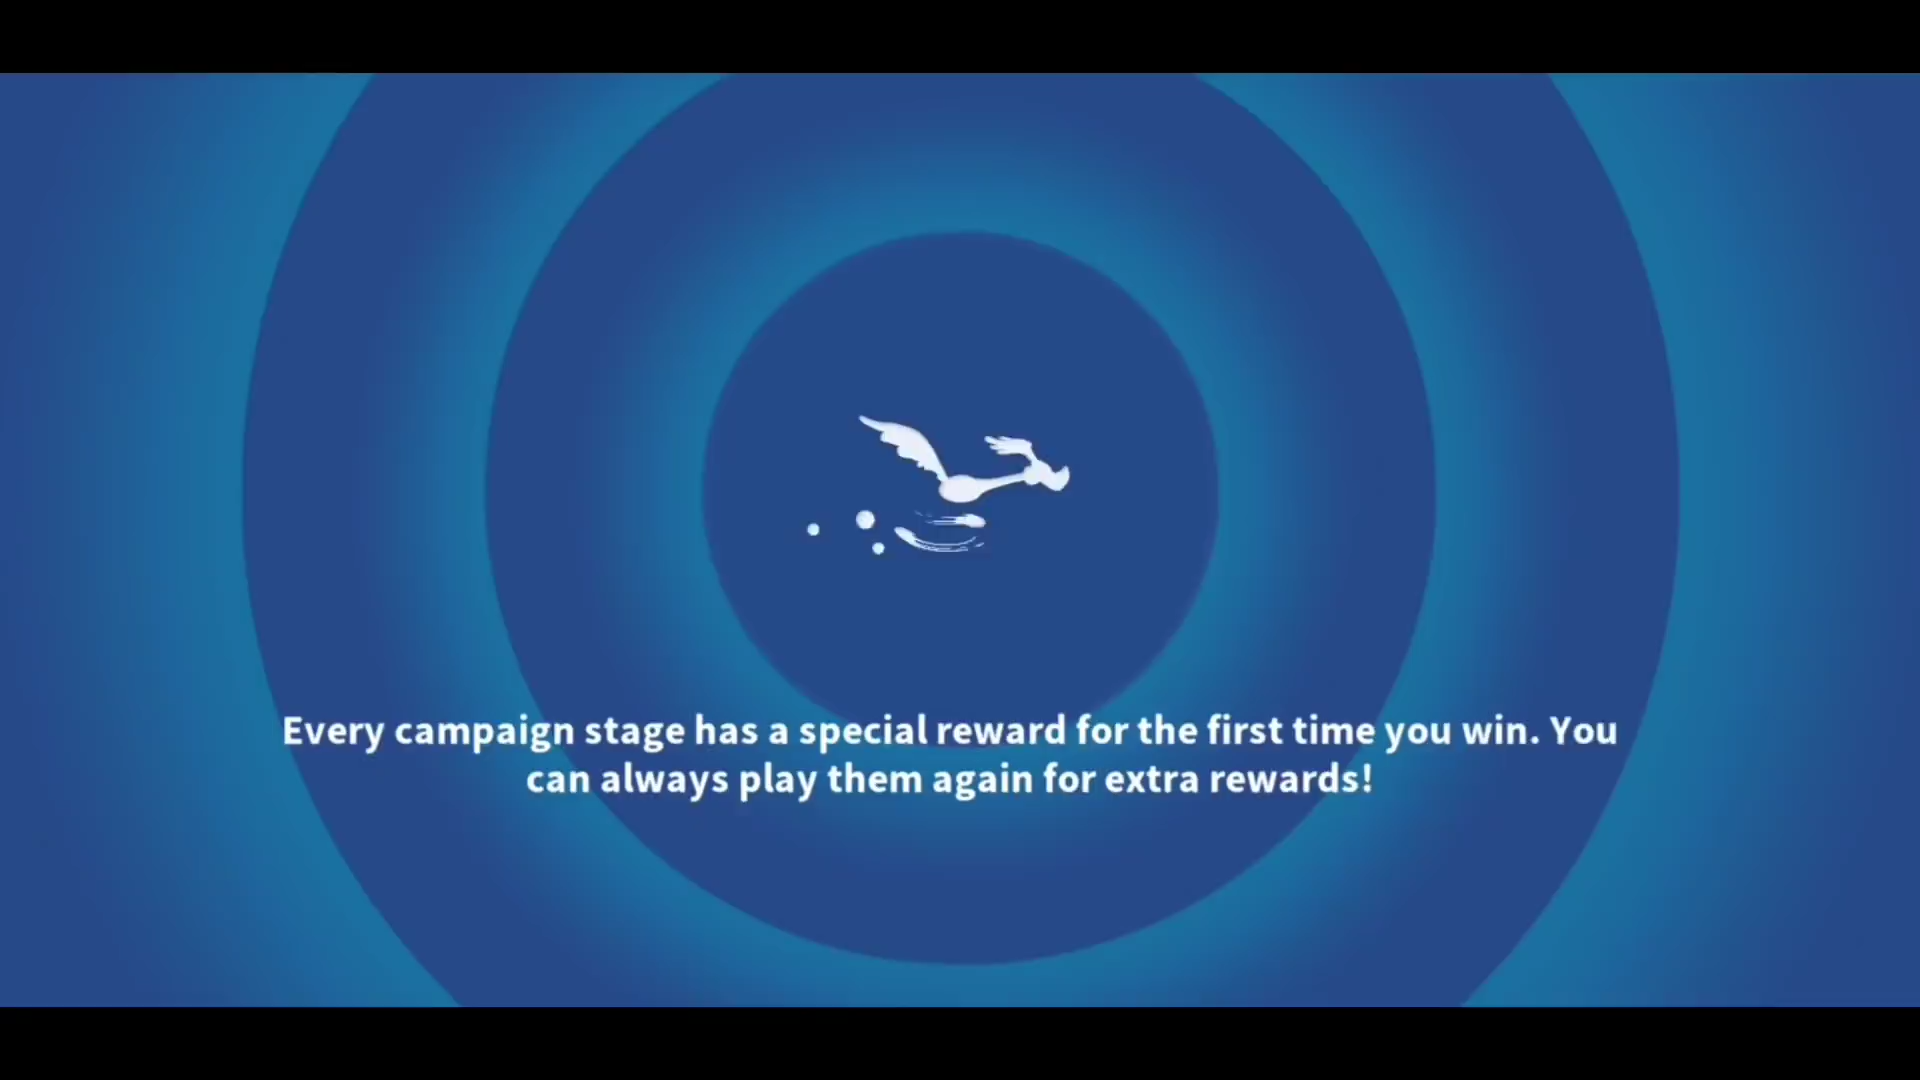 Every campaign stage has a special reward for the first time you win. You
can always play them again for extra rewards!